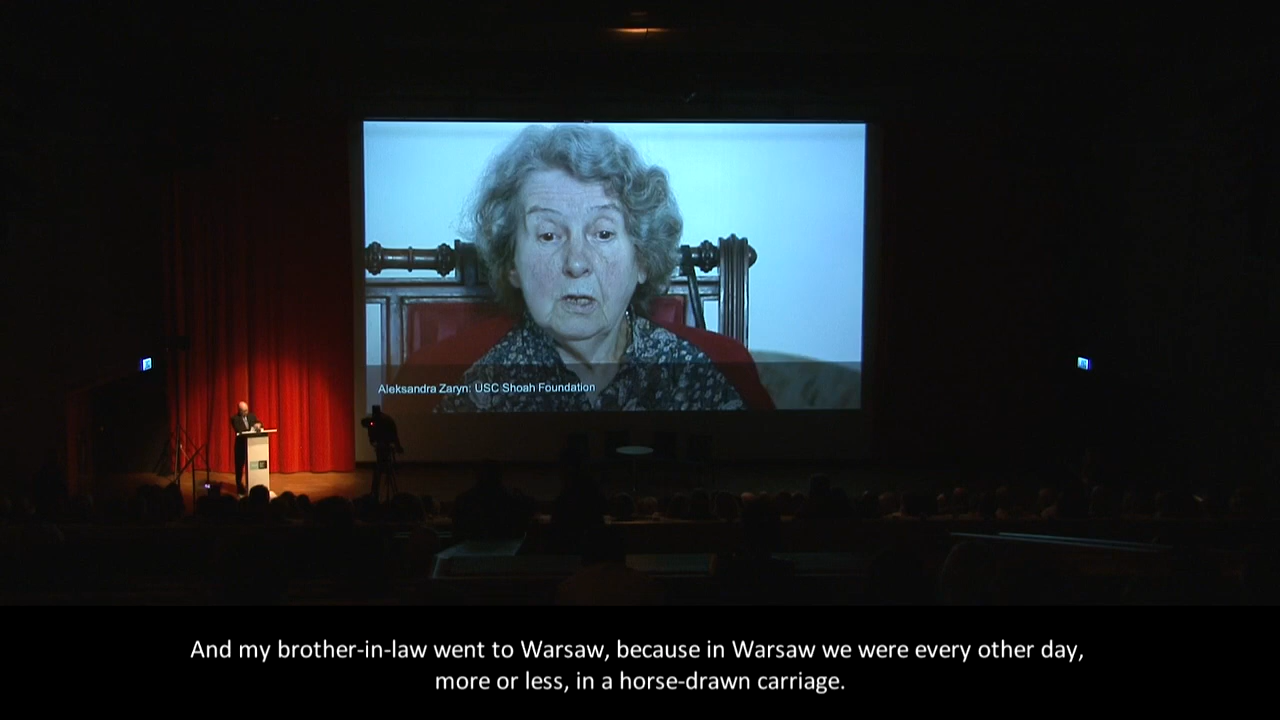 Aleksandra Zaryn, USC Shoah Foundation
And my brother-in-law went to Warsaw, because in Warsaw we were every other day,
more or less, in a horse-drawn carriage.